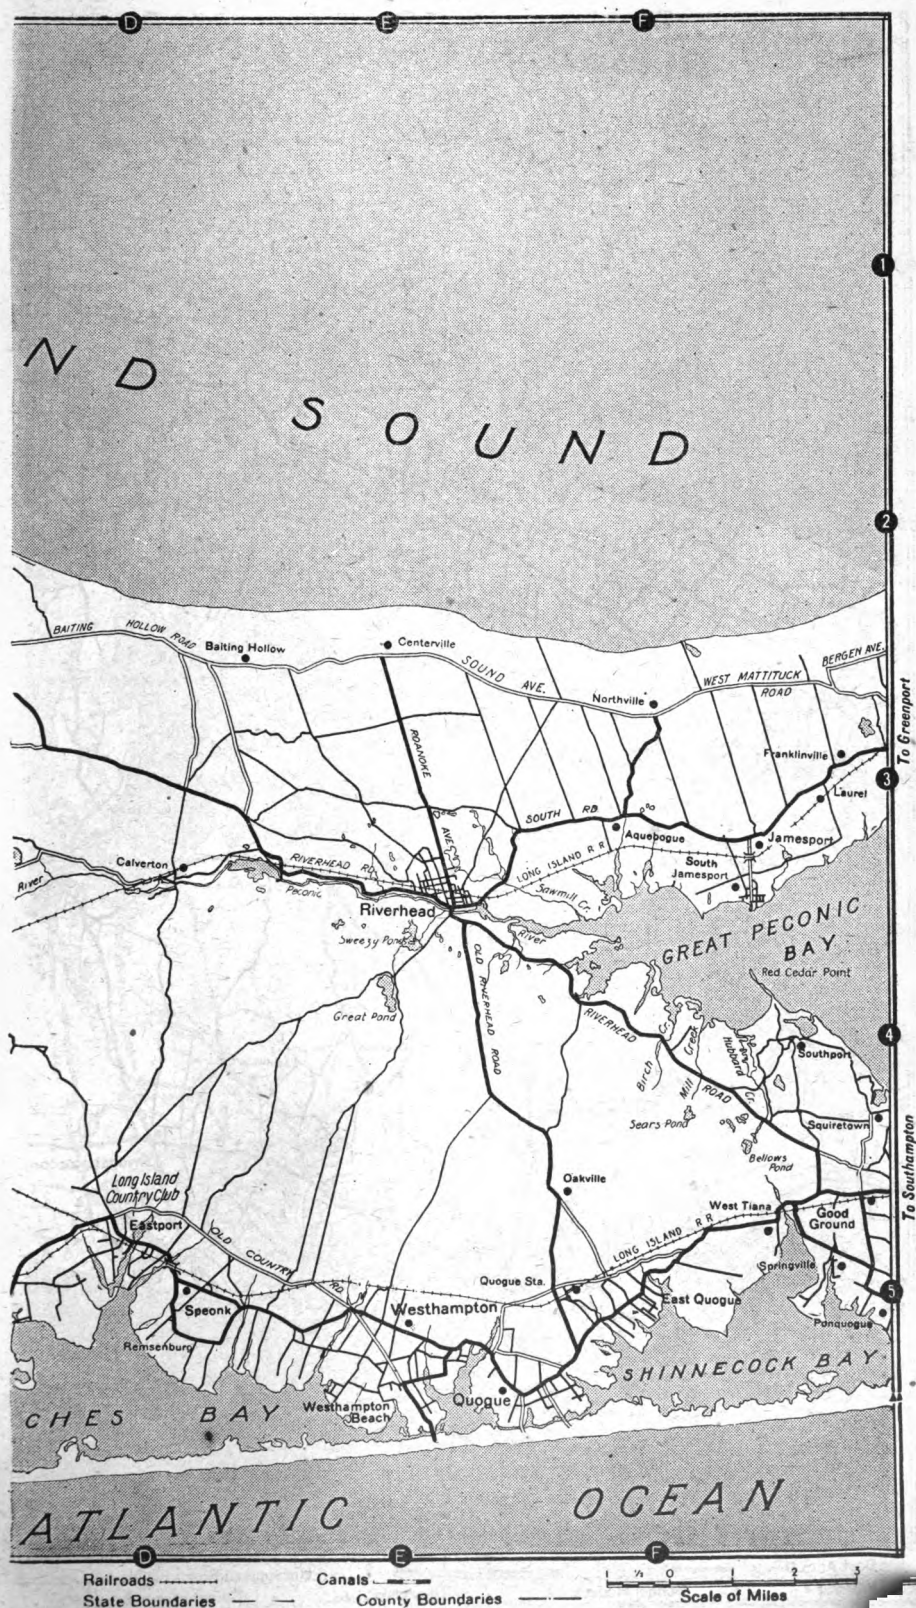 D E F
1
ND SOUND
2
BAITING HOLLOW ROAD
Baiting Hollow
Centerville
SOUND AVE.
Northville
WEST MATTITUCK
ROAD
BERGEN AVE.
To Greenport
ROANOKE
AVE.
Franklinville
3
Laurel
SOUTH RD
Aquebogue
Jamesport
South
Jamesport
LONG ISLAND R R
Calverton
River
RIVERHEAD RD
Peconic
Sawmill Cr.
Riverhead
River
Sweezy Pond
GREAT PECONIC
BAY
Red Cedar Point
OLD RIVERHEAD ROAD
Great Pond
RIVERHEAD
ROAD
4
Birch
Cr.
Mill
Creek
Hubbard
Cr.
Southport
Sears Pond
Squiretown
Bellows
Pond
To Southampton
Long Island
Country Club
Oakville
Eastport
OLD COUNTRY
RD.
LONG ISLAND R R
West Tiana
Good
Ground
Springville
Quogue Sta.
5
Speonk
Westhampton
East Quogue
Ponquogue
Remsenburg
SHINNECOCK BAY
Quogue
Westhampton
Beach
CHES BAY
ATLANTIC OCEAN
D E F
Railroads
Canals
½ 0 1 2 3
State Boundaries
County Boundaries
Scale of Miles